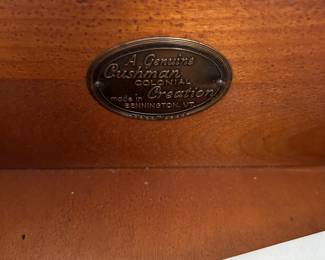 A Genuine
Cushman
COLONIAL
Creation
made in
BENNINGTON, VT.